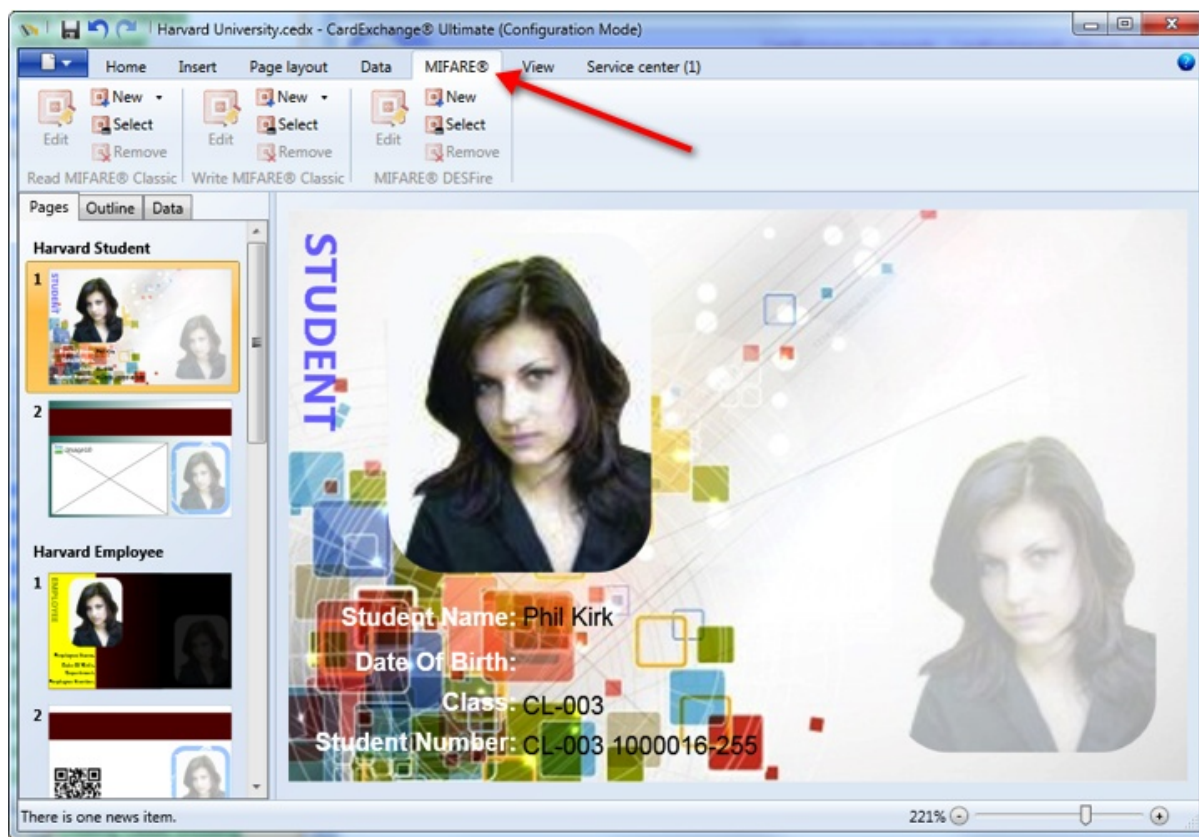 Harvard University.cedx - CardExchange® Ultimate (Configuration Mode)
Home Insert Page layout Data MIFARE® View Service center (1)
New New New
Edit Select Edit Select Edit Select
Remove Remove Remove
Read MIFARE® Classic Write MIFARE® Classic MIFARE® DESFire
Pages Outline Data
Harvard Student
1
STUDENT
2
Harvard Employee
1
EMPLOYEE
2
STUDENT
Student Name: Phil Kirk
Date Of Birth:
Class: CL-003
Student Number: CL-003 1000016-255
There is one news item.
221%